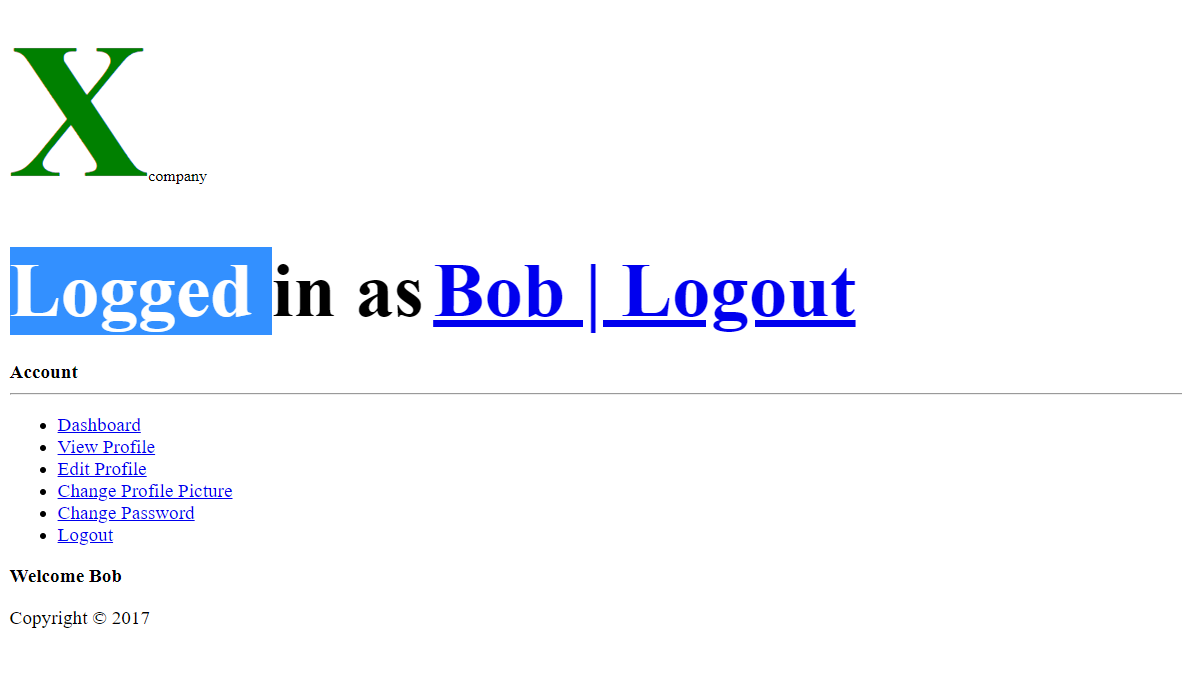 Xcompany
Logged in as Bob | Logout
Account
Dashboard
View Profile
Edit Profile
Change Profile Picture
Change Password
Logout
Welcome Bob
Copyright © 2017